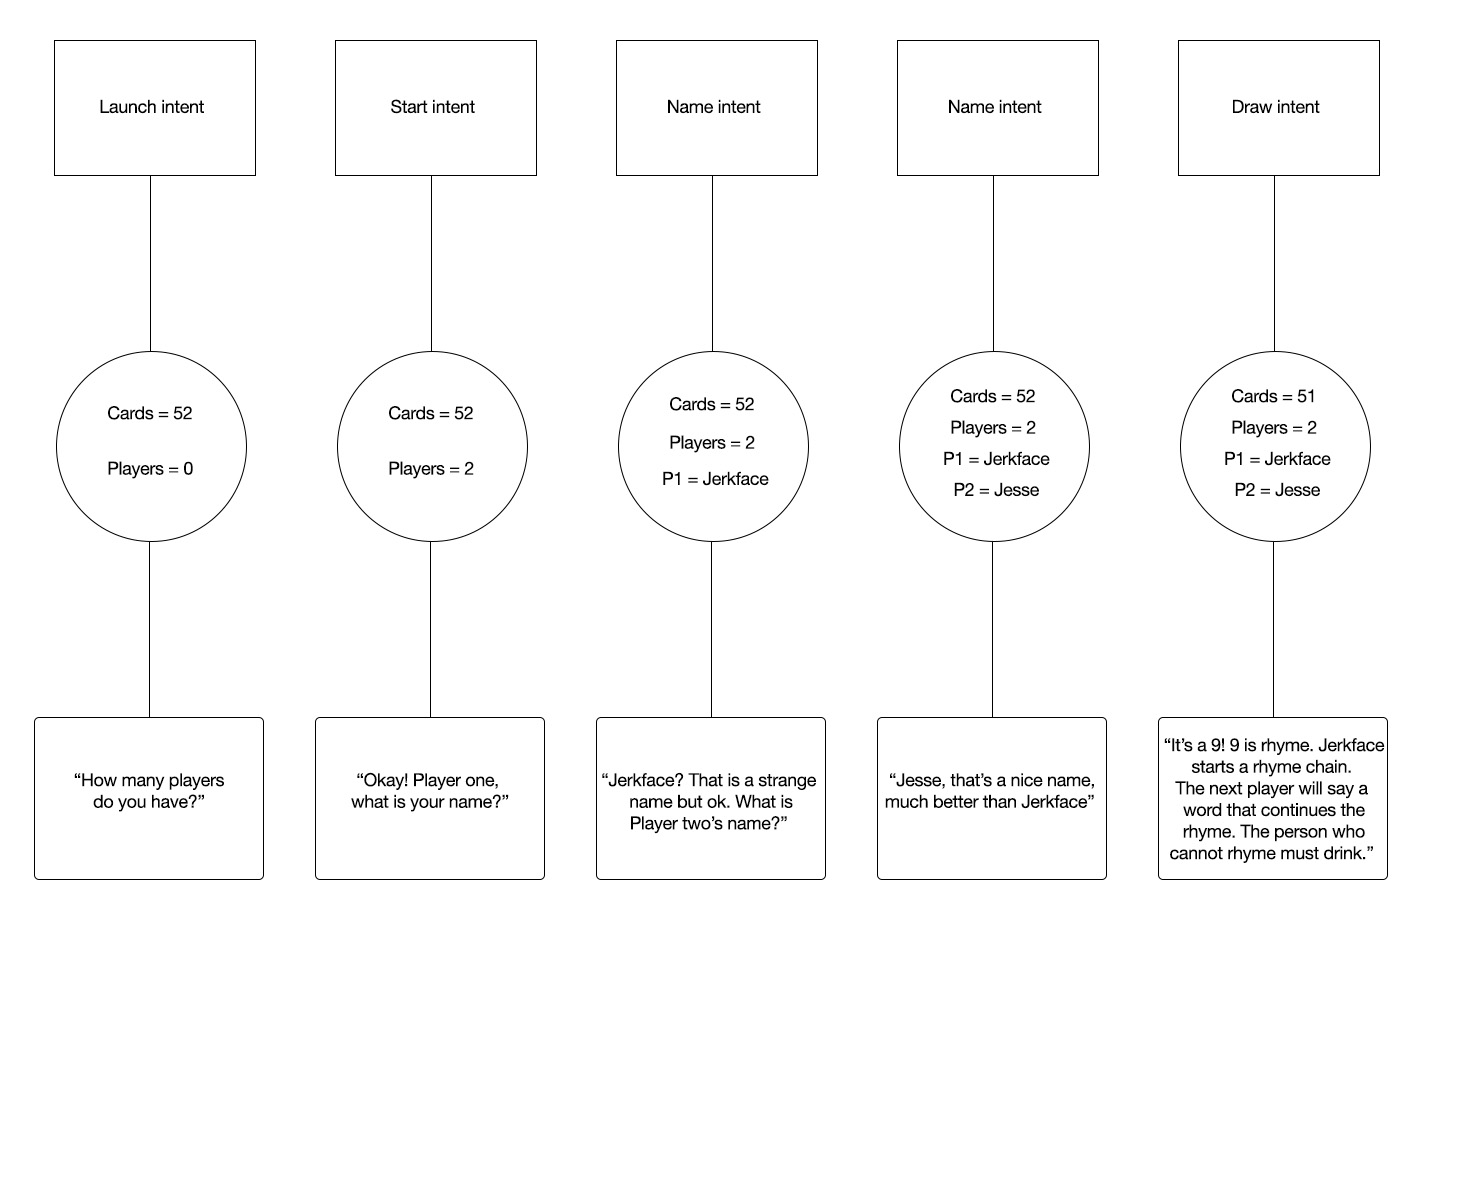 Launch intent
Start intent
Name intent
Name intent
Draw intent
Cards = 52
Players = 0
Cards = 52
Players = 2
Cards = 52
Players = 2
P1 = Jerkface
Cards = 52
Players = 2
P1 = Jerkface
P2 = Jesse
Cards = 51
Players = 2
P1 = Jerkface
P2 = Jesse
“How many players
do you have?”
“Okay! Player one,
what is your name?”
“Jerkface? That is a strange
name but ok. What is
Player two’s name?”
“Jesse, that’s a nice name,
much better than Jerkface”
“It’s a 9! 9 is rhyme. Jerkface
starts a rhyme chain.
The next player will say a
word that continues the
rhyme. The person who
cannot rhyme must drink.”